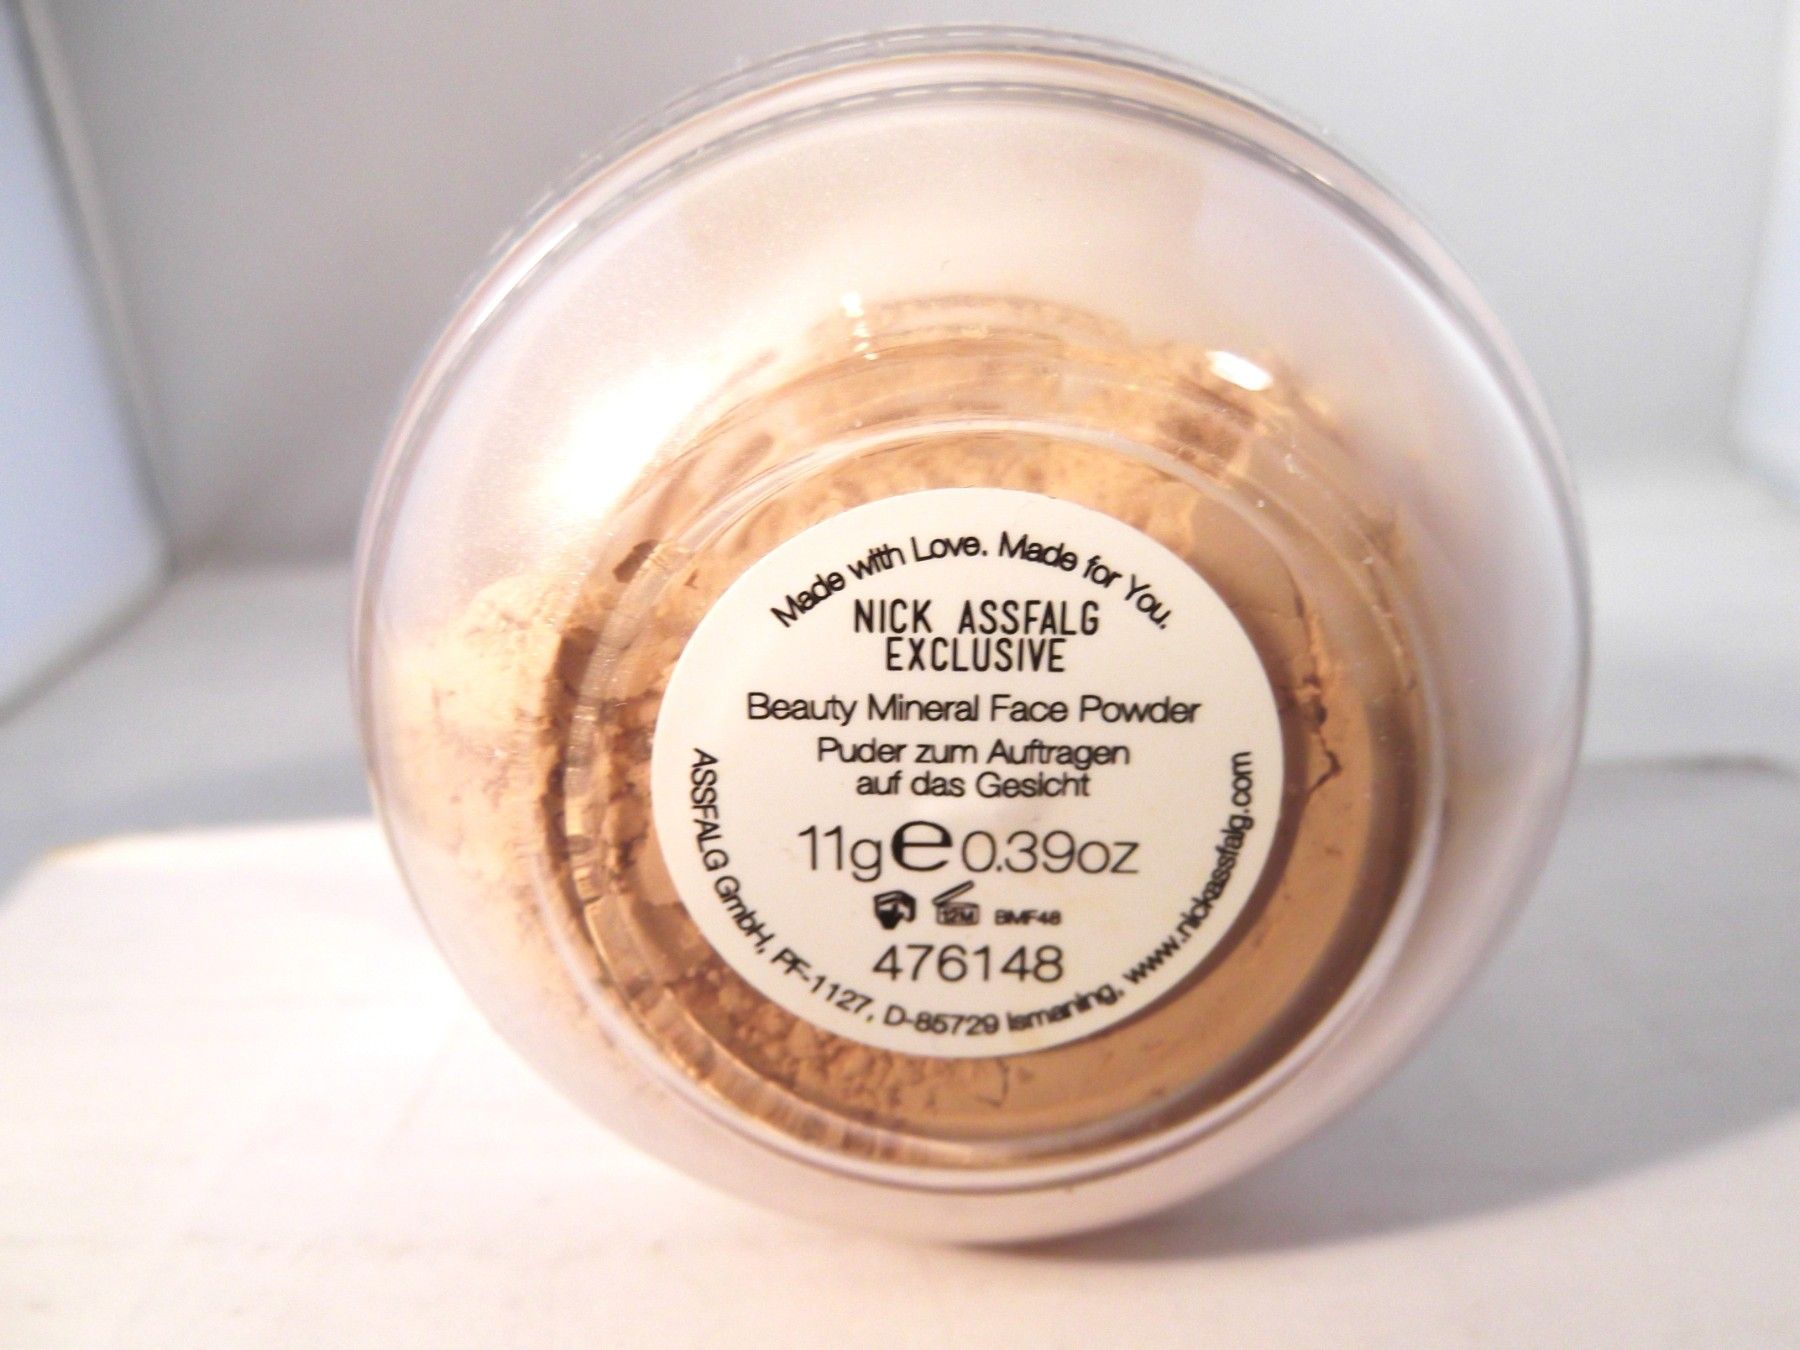 Made with Love. Made for You.
NICK ASSFALG
EXCLUSIVE
Beauty Mineral Face Powder
Puder zum Auftragen
auf das Gesicht
11g e 0.39oz
12M BMF48
476148
ASSFALG GmbH, PF-1127, D-85729 Ismaning, www.nickassfalg.com